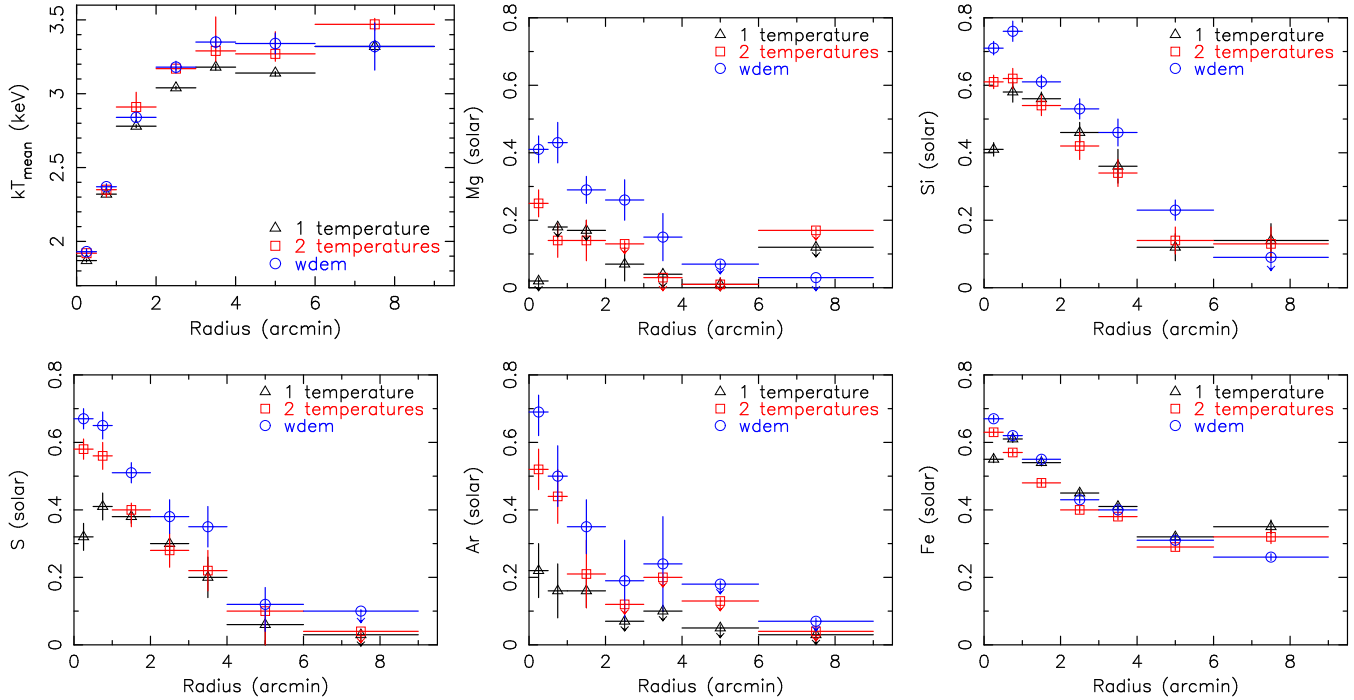 kT_mean (keV)
3.5
3
2.5
2
1 temperature
2 temperatures
wdem
0 2 4 6 8
Radius (arcmin)
Mg (solar)
0.8
0.6
0.4
0.2
0
1 temperature
2 temperatures
wdem
0 2 4 6 8
Radius (arcmin)
Si (solar)
0.8
0.6
0.4
0.2
0
1 temperature
2 temperatures
wdem
0 2 4 6 8
Radius (arcmin)
S (solar)
0.8
0.6
0.4
0.2
0
1 temperature
2 temperatures
wdem
0 2 4 6 8
Radius (arcmin)
Ar (solar)
0.8
0.6
0.4
0.2
0
1 temperature
2 temperatures
wdem
0 2 4 6 8
Radius (arcmin)
Fe (solar)
0.8
0.6
0.4
0.2
0
1 temperature
2 temperatures
wdem
0 2 4 6 8
Radius (arcmin)